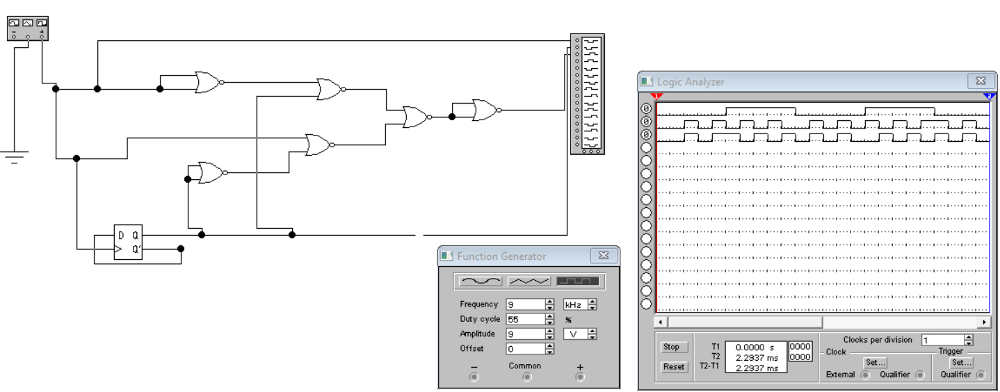 − +
D Q
Q'
Function Generator
Frequency 9 kHz
Duty cycle 55 %
Amplitude 9 V
Offset 0
− Common +
Logic Analyzer
1 2
0
0
0
Stop
Reset
T1 0.0000 s 0000
T2 2.2937 ms 0000
T2-T1 2.2937 ms
Clocks per division 1
Clock
Set...
External Qualifier
Trigger
Set...
Qualifier